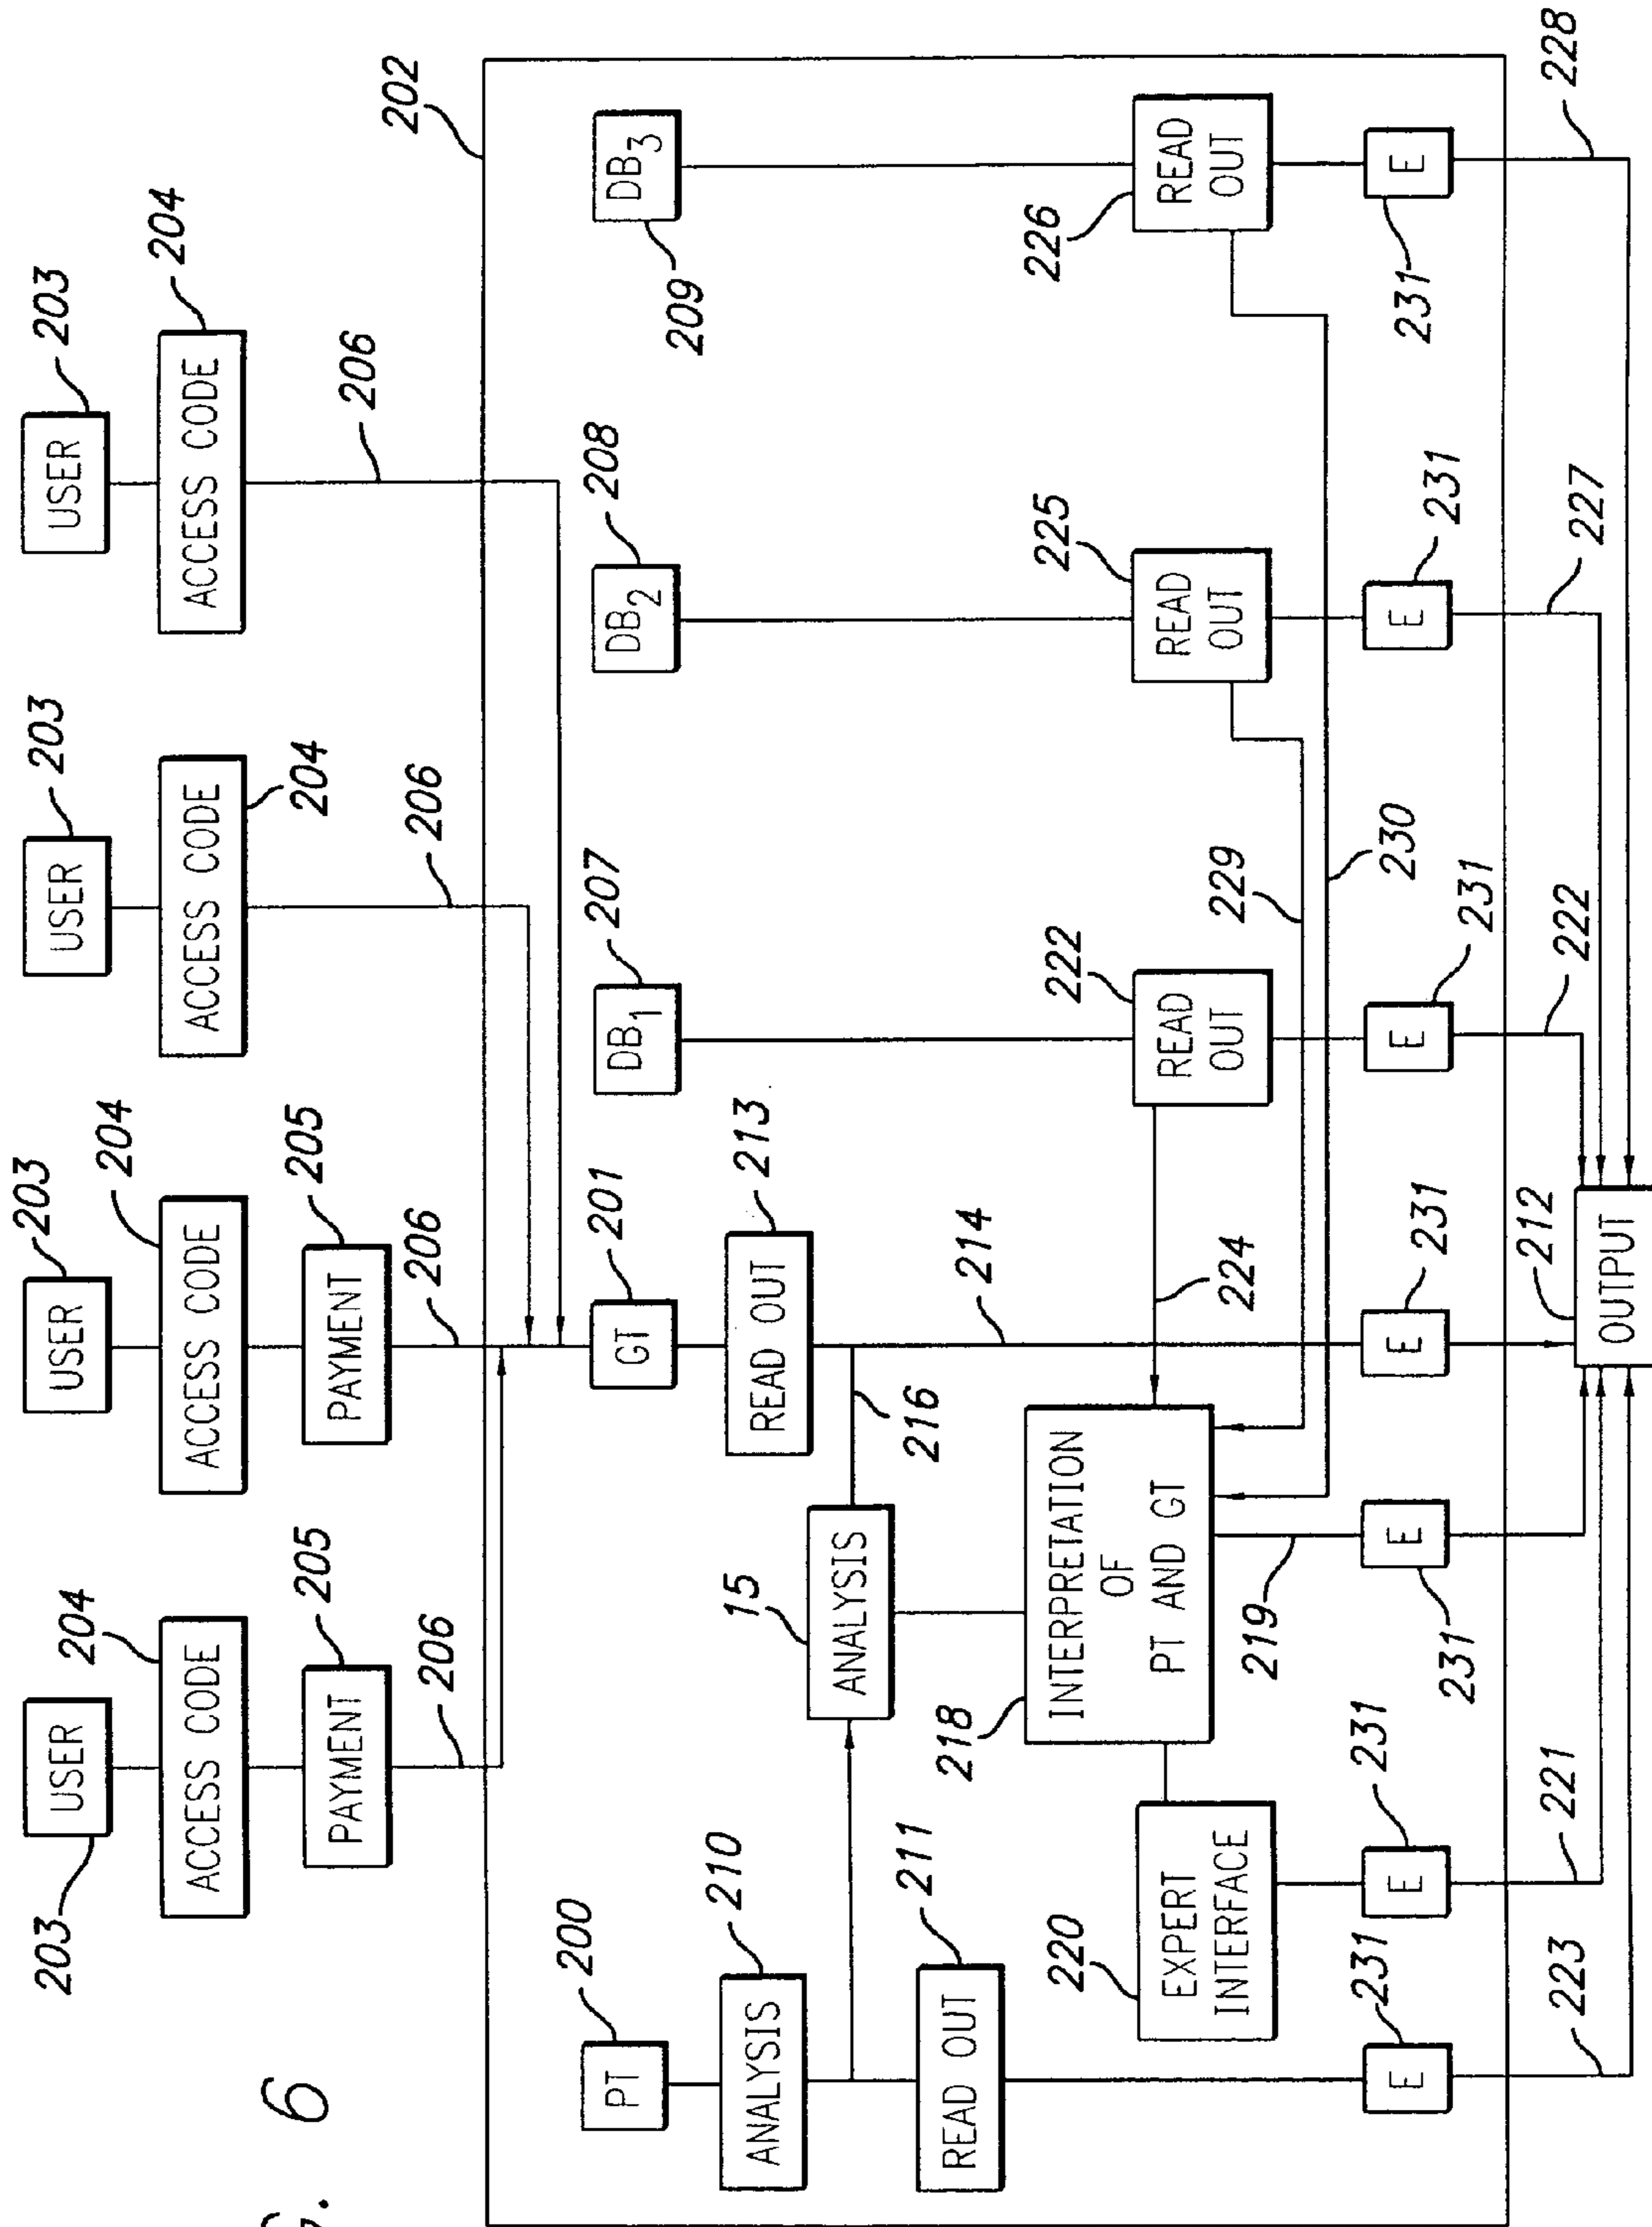 G. 6
203
USER
204
ACCESS CODE
205
PAYMENT
206
203
USER
204
ACCESS CODE
205
PAYMENT
206
203
USER
ACCESS CODE
204
206
203
USER
204
ACCESS CODE
206
202
200
PT
201
GT
207
DB1
208
DB2
DB3
209
210
ANALYSIS
213
READ OUT
15
ANALYSIS
216
211
READ OUT
214
218
INTERPRETATION
OF
PT AND GT
220
EXPERT
INTERFACE
224
222
READ
OUT
225
READ
OUT
226
READ
OUT
229
230
219
231
E
231
E
E
231
231
E
231
E
231
E
E
231
223
221
222
227
228
212
OUTPUT